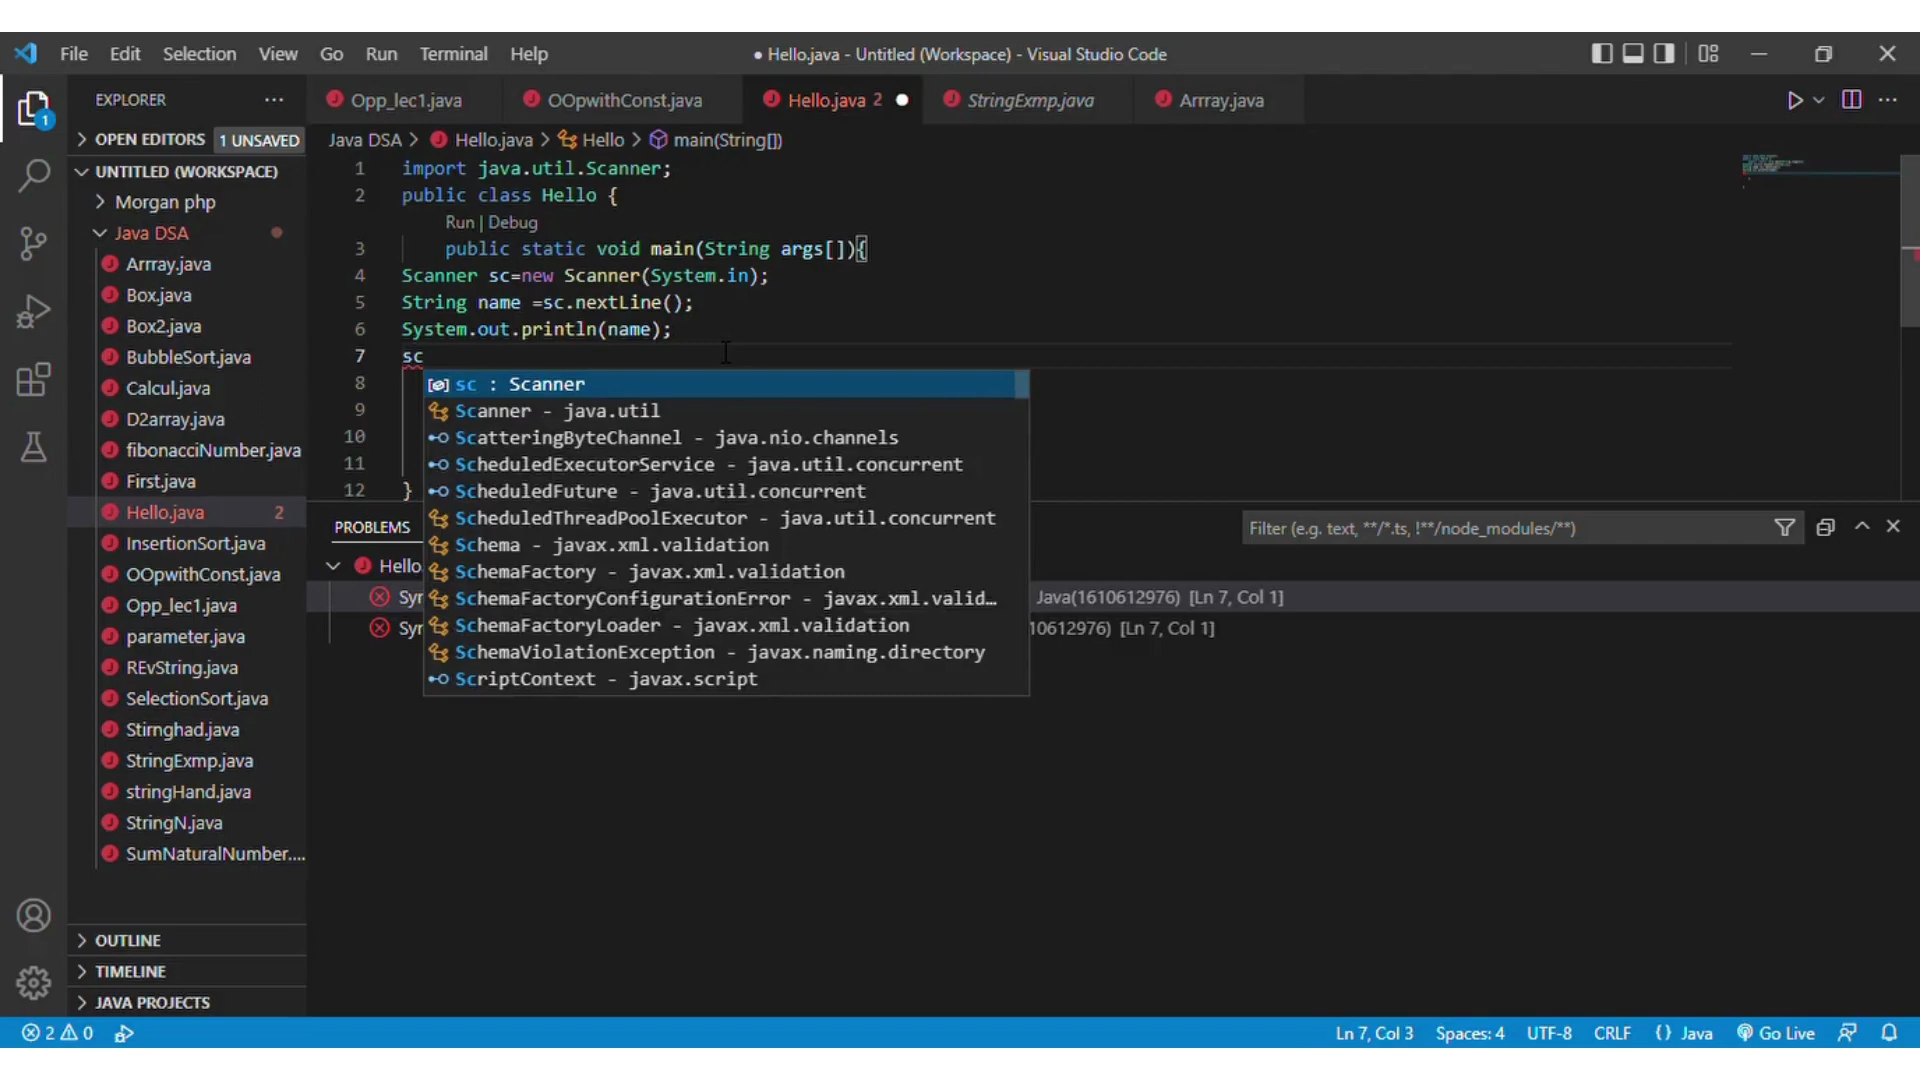 File Edit Selection View Go Run Terminal Help
● Hello.java - Untitled (Workspace) - Visual Studio Code
EXPLORER ...
Opp_lec1.java OOpwithConst.java Hello.java 2 ● StringExmp.java Arrray.java
OPEN EDITORS 1 UNSAVED
Java DSA > Hello.java > Hello > main(String[])
UNTITLED (WORKSPACE)
Morgan php
Java DSA
Arrray.java
Box.java
Box2.java
BubbleSort.java
Calcul.java
D2array.java
fibonacciNumber.java
First.java
Hello.java 2
InsertionSort.java
OOpwithConst.java
Opp_lec1.java
parameter.java
REvString.java
SelectionSort.java
Stirnghad.java
StringExmp.java
stringHand.java
StringN.java
SumNaturalNumber....
OUTLINE
TIMELINE
JAVA PROJECTS
1 import java.util.Scanner;
2 public class Hello {
Run | Debug
3 public static void main(String args[]){
4 Scanner sc=new Scanner(System.in);
5 String name =sc.nextLine();
6 System.out.println(name);
7 sc
8
9
10
11
12 }
sc : Scanner
Scanner - java.util
ScatteringByteChannel - java.nio.channels
ScheduledExecutorService - java.util.concurrent
ScheduledFuture - java.util.concurrent
ScheduledThreadPoolExecutor - java.util.concurrent
Schema - javax.xml.validation
SchemaFactory - javax.xml.validation
SchemaFactoryConfigurationError - javax.xml.valid...
SchemaFactoryLoader - javax.xml.validation
SchemaViolationException - javax.naming.directory
ScriptContext - javax.script
PROBLEMS
Filter (e.g. text, **/*.ts, !**/node_modules/**)
Hello
Syn Java(1610612976) [Ln 7, Col 1]
Syn 10612976) [Ln 7, Col 1]
1
2 0
Ln 7, Col 3 Spaces: 4 UTF-8 CRLF {} Java Go Live